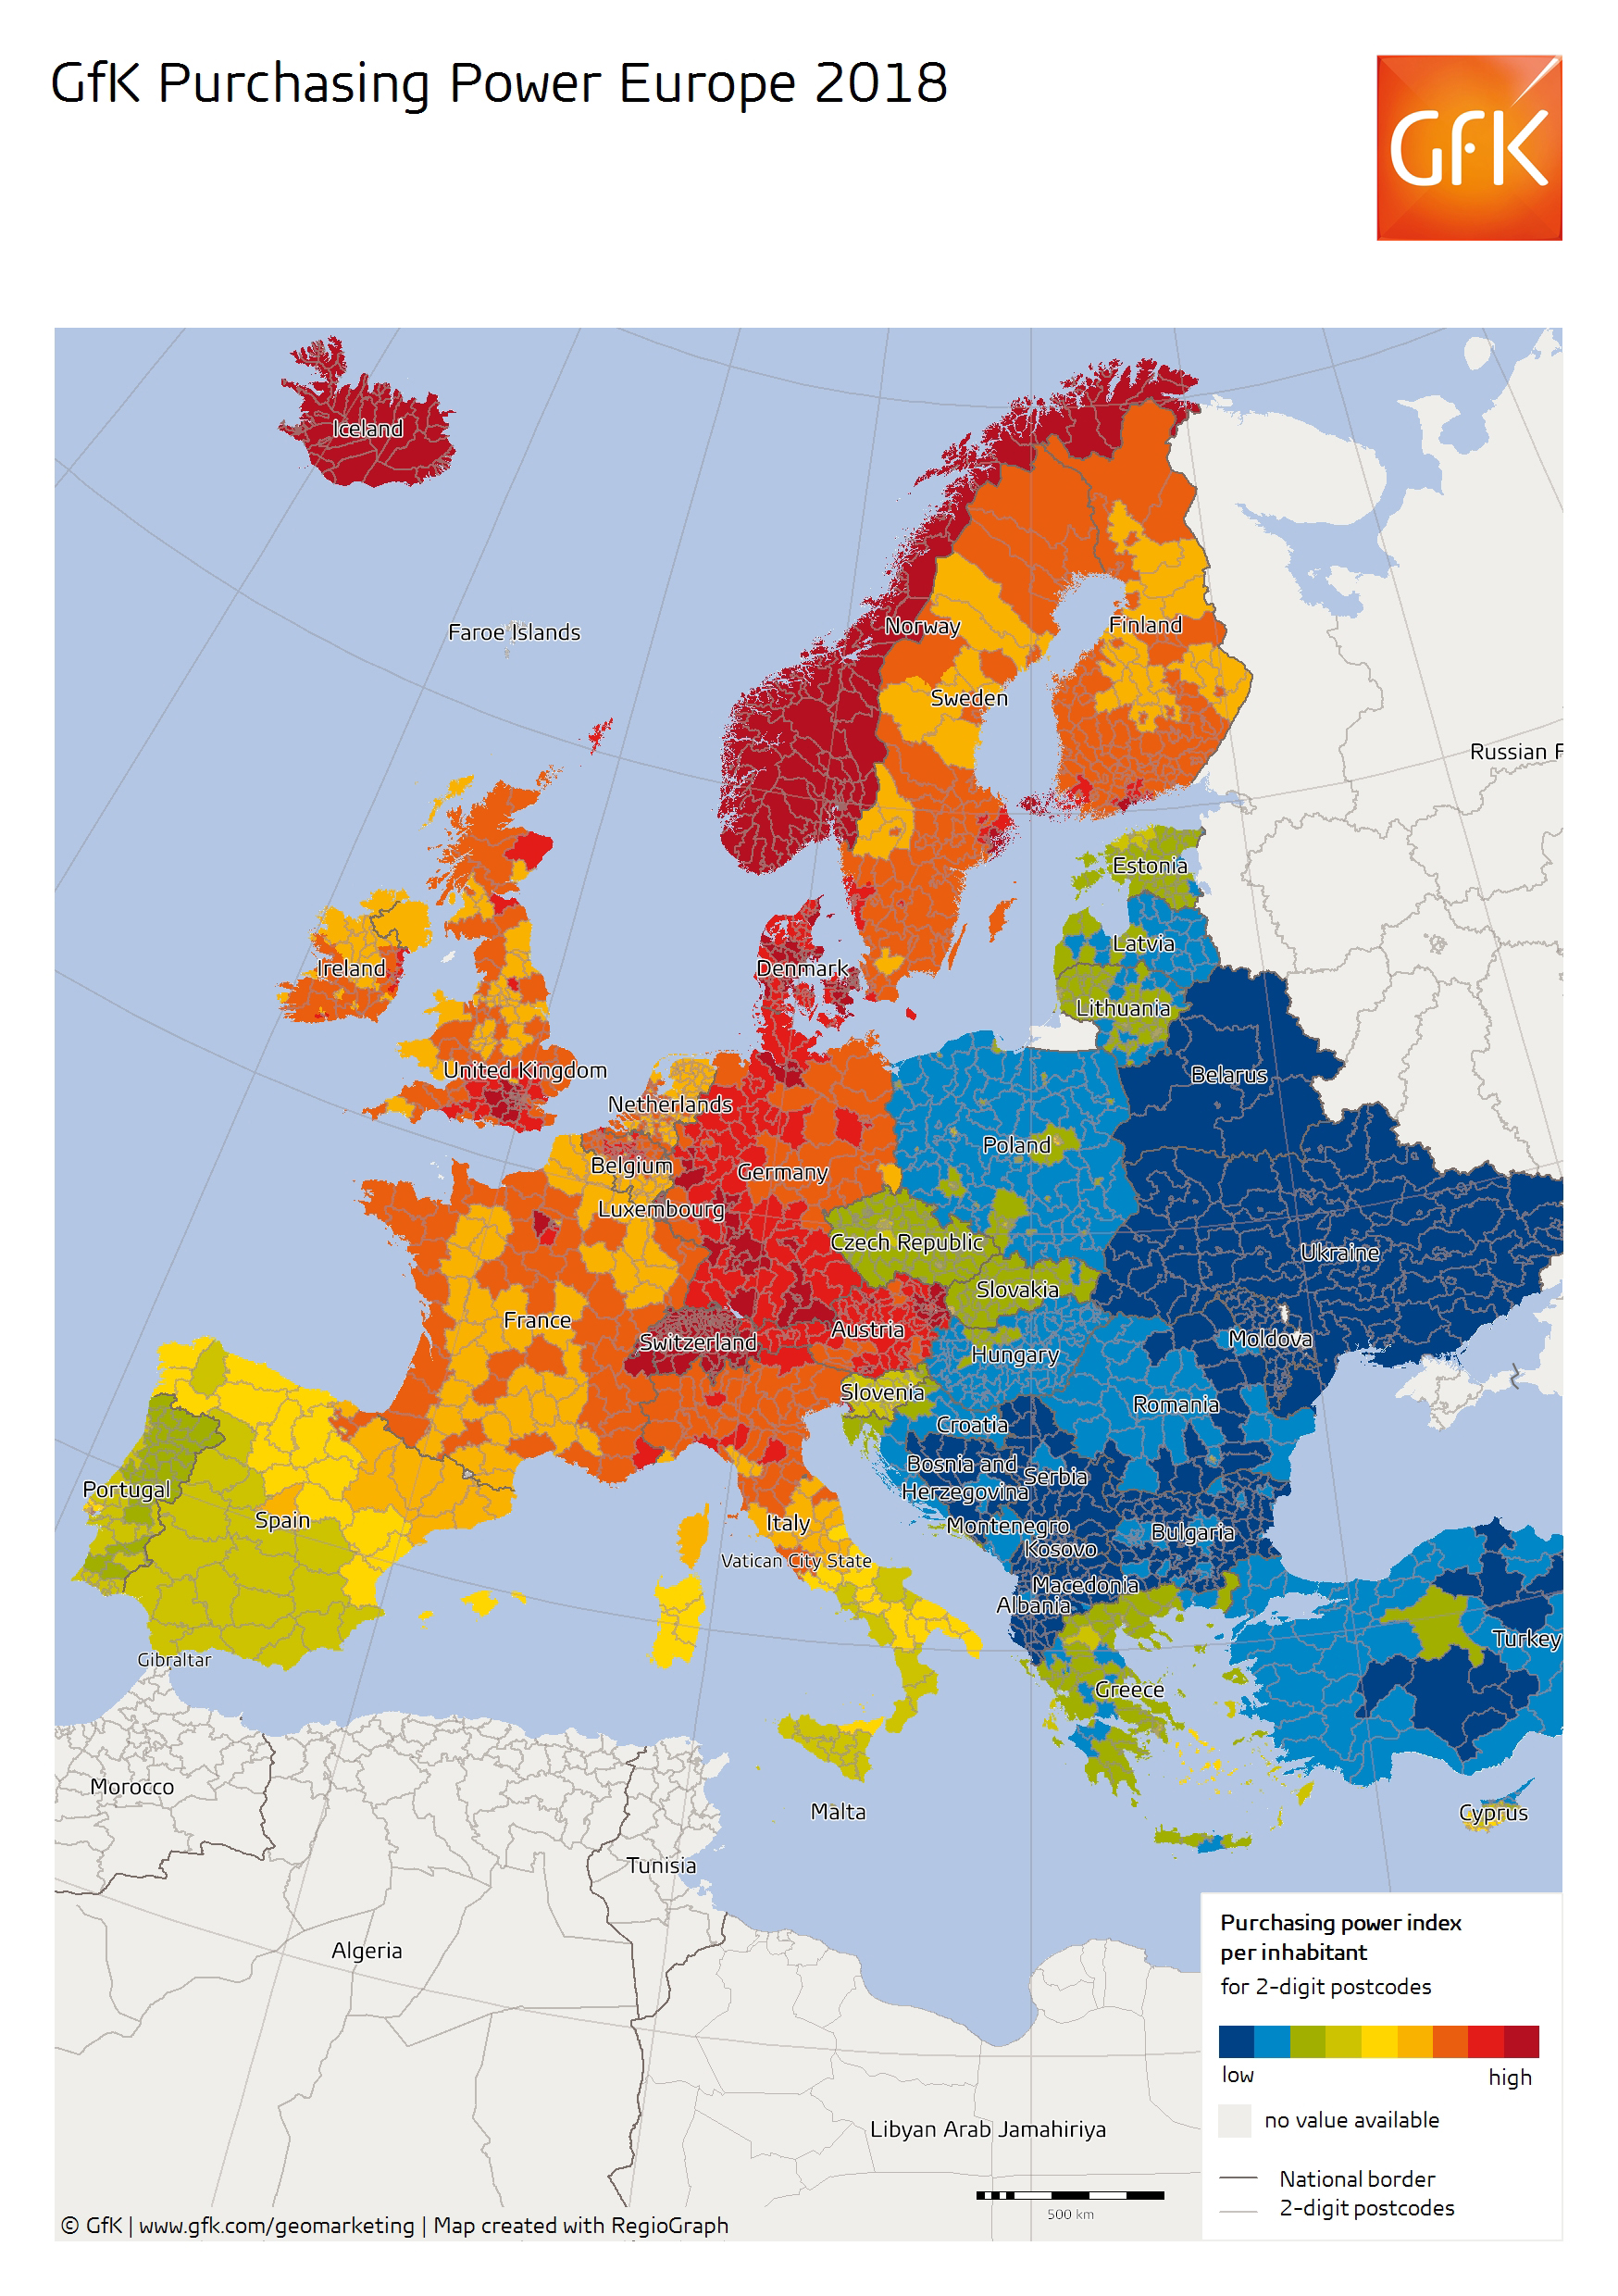 GfK Purchasing Power Europe 2018
GfK
Iceland
Faroe Islands
Norway
Finland
Sweden
Russian F
Estonia
Latvia
Ireland
Denmark
Lithuania
United Kingdom
Belarus
Netherlands
Poland
Belgium
Germany
Luxembourg
Czech Republic
Ukraine
Slovakia
France
Austria
Switzerland
Moldova
Hungary
Slovenia
Romania
Croatia
Bosnia and
Herzegovina
Serbia
Portugal
Spain
Italy
Montenegro
Bulgaria
Kosovo
Vatican City State
Macedonia
Albania
Turkey
Gibraltar
Greece
Morocco
Malta
Cyprus
Tunisia
Algeria
Libyan Arab Jamahiriya
500 km
Purchasing power index
per inhabitant
for 2-digit postcodes
low
high
no value available
National border
2-digit postcodes
© GfK | www.gfk.com/geomarketing | Map created with RegioGraph